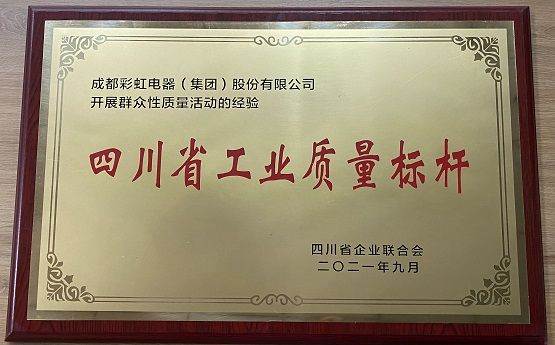 成都彩虹电器（集团）股份有限公司
开展群众性质量活动的经验
四川省工业质量标杆
四川省企业联合会
二〇二一年九月